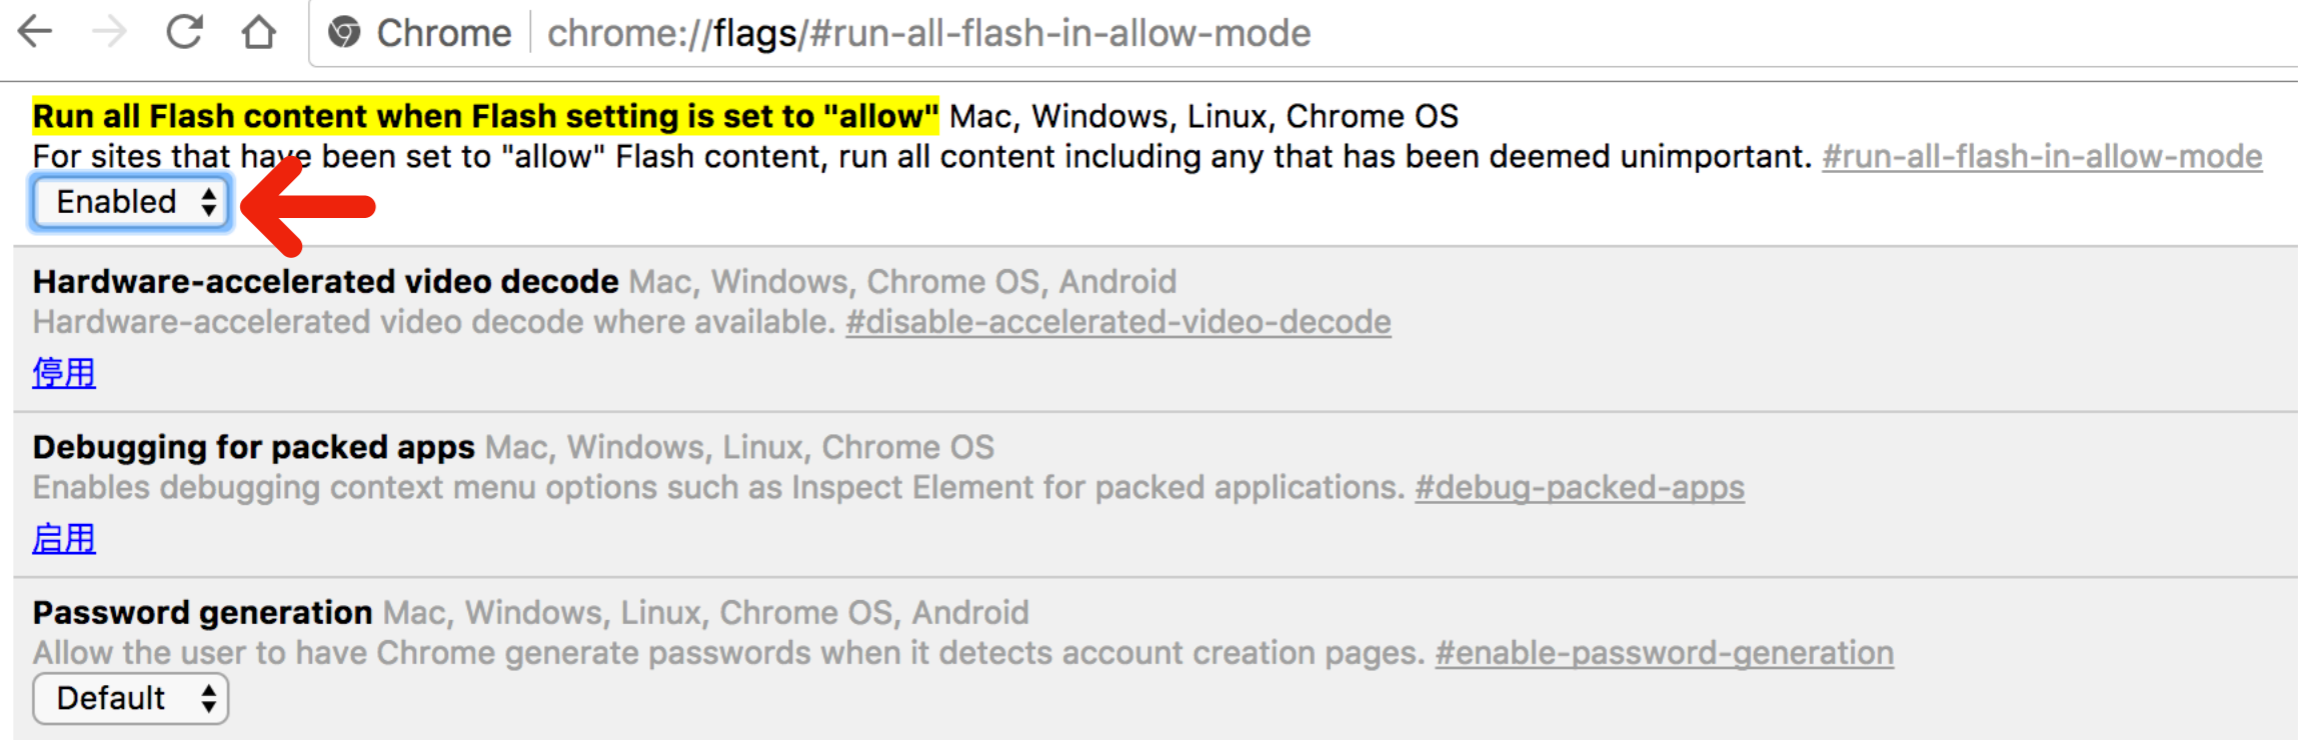 Chrome chrome://flags/#run-all-flash-in-allow-mode
Run all Flash content when Flash setting is set to "allow" Mac, Windows, Linux, Chrome OS
For sites that have been set to "allow" Flash content, run all content including any that has been deemed unimportant. #run-all-flash-in-allow-mode
Enabled
Hardware-accelerated video decode Mac, Windows, Chrome OS, Android
Hardware-accelerated video decode where available. #disable-accelerated-video-decode
停用
Debugging for packed apps Mac, Windows, Linux, Chrome OS
Enables debugging context menu options such as Inspect Element for packed applications. #debug-packed-apps
启用
Password generation Mac, Windows, Linux, Chrome OS, Android
Allow the user to have Chrome generate passwords when it detects account creation pages. #enable-password-generation
Default